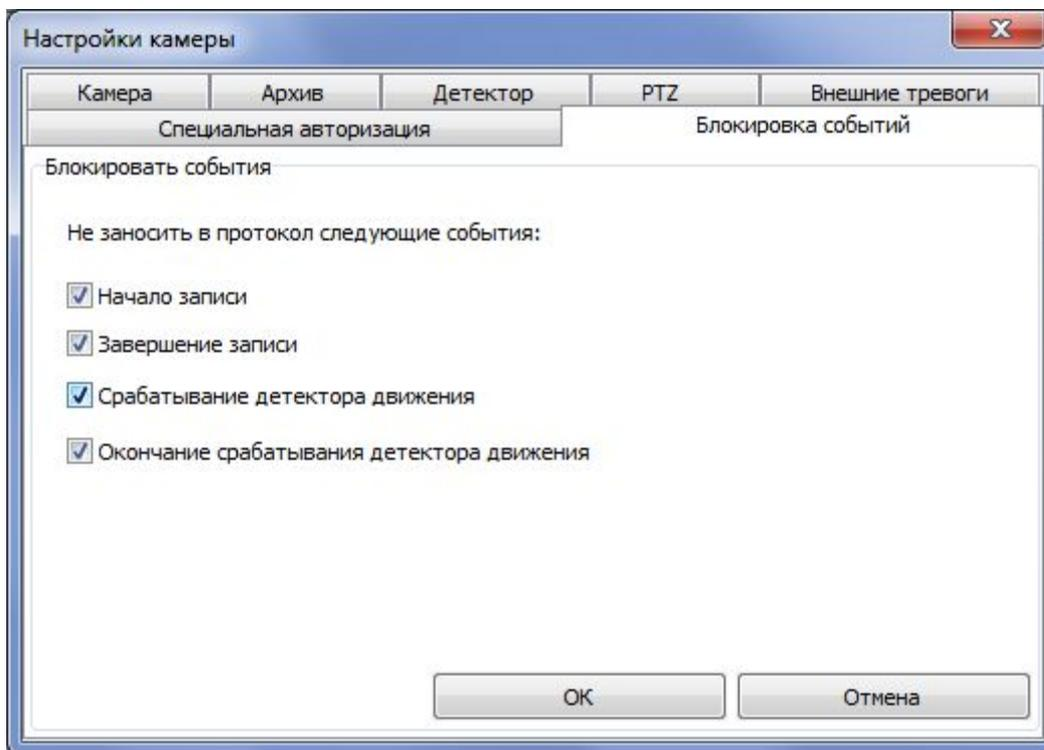 Настройки камеры
Камера Архив Детектор PTZ Внешние тревоги
Специальная авторизация Блокировка событий
Блокировать события
Не заносить в протокол следующие события:
Начало записи
Завершение записи
Срабатывание детектора движения
Окончание срабатывания детектора движения
OK Отмена